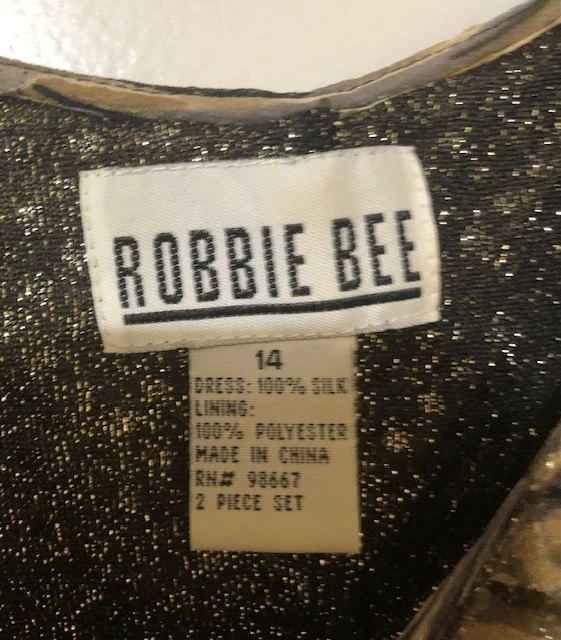 ROBBIE BEE
14
DRESS: 100% SILK
LINING:
100% POLYESTER
MADE IN CHINA
RN# 98667
2 PIECE SET